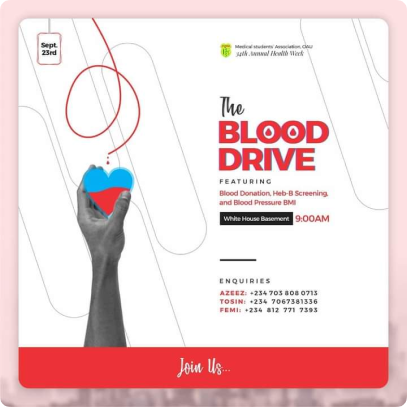 Sept.
23rd
Medical students' Association, OAU
34th Annual Health Week
The
BLOOD
DRIVE
FEATURING
Blood Donation, Heb-B Screening,
and Blood Pressure BMI
White House Basement 9:00AM
ENQUIRIES
AZEEZ: +234 703 808 0713
TOSIN: +234 7067381336
FEMI: +234 812 771 7393
Join Us...